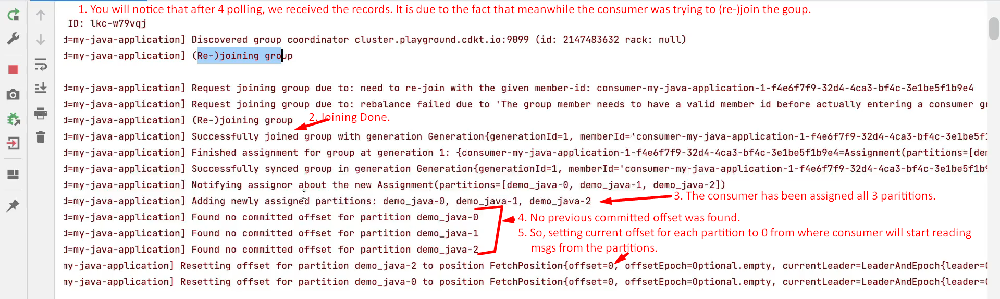 1. You will notice that after 4 polling, we received the records. It is due to the fact that meanwhile the consumer was trying to (re-)join the goup.
ID: lkc-w79vqj
d=my-java-application] Discovered group coordinator cluster.playground.cdkt.io:9099 (id: 2147483632 rack: null)
d=my-java-application] (Re-)joining group
d=my-java-application] Request joining group due to: need to re-join with the given member-id: consumer-my-java-application-1-f4e6f7f9-32d4-4ca3-bf4c-3e1be5f1b9e4
d=my-java-application] Request joining group due to: rebalance failed due to 'The group member needs to have a valid member id before actually entering a consumer gr
d=my-java-application] (Re-)joining group
2. Joining Done.
d=my-java-application] Successfully joined group with generation Generation{generationId=1, memberId='consumer-my-java-application-1-f4e6f7f9-32d4-4ca3-bf4c-3e1be5f1
d=my-java-application] Finished assignment for group at generation 1: {consumer-my-java-application-1-f4e6f7f9-32d4-4ca3-bf4c-3e1be5f1b9e4=Assignment(partitions=[dem
d=my-java-application] Successfully synced group in generation Generation{generationId=1, memberId='consumer-my-java-application-1-f4e6f7f9-32d4-4ca3-bf4c-3e1be5f1b9
d=my-java-application] Notifying assignor about the new Assignment(partitions=[demo_java-0, demo_java-1, demo_java-2])
d=my-java-application] Adding newly assigned partitions: demo_java-0, demo_java-1, demo_java-2
3. The consumer has been assigned all 3 parititions.
d=my-java-application] Found no committed offset for partition demo_java-0
4. No previous committed offset was found.
d=my-java-application] Found no committed offset for partition demo_java-1
5. So, setting current offset for each partition to 0 from where consumer will start reading
d=my-java-application] Found no committed offset for partition demo_java-2
msgs from the partitions.
my-java-application] Resetting offset for partition demo_java-2 to position FetchPosition{offset=0, offsetEpoch=Optional.empty, currentLeader=LeaderAndEpoch{leader=O
my-java-application] Resetting offset for partition demo_java-0 to position FetchPosition{offset=0, offsetEpoch=Optional.empty, currentLeader=LeaderAndEpoch{leader=O